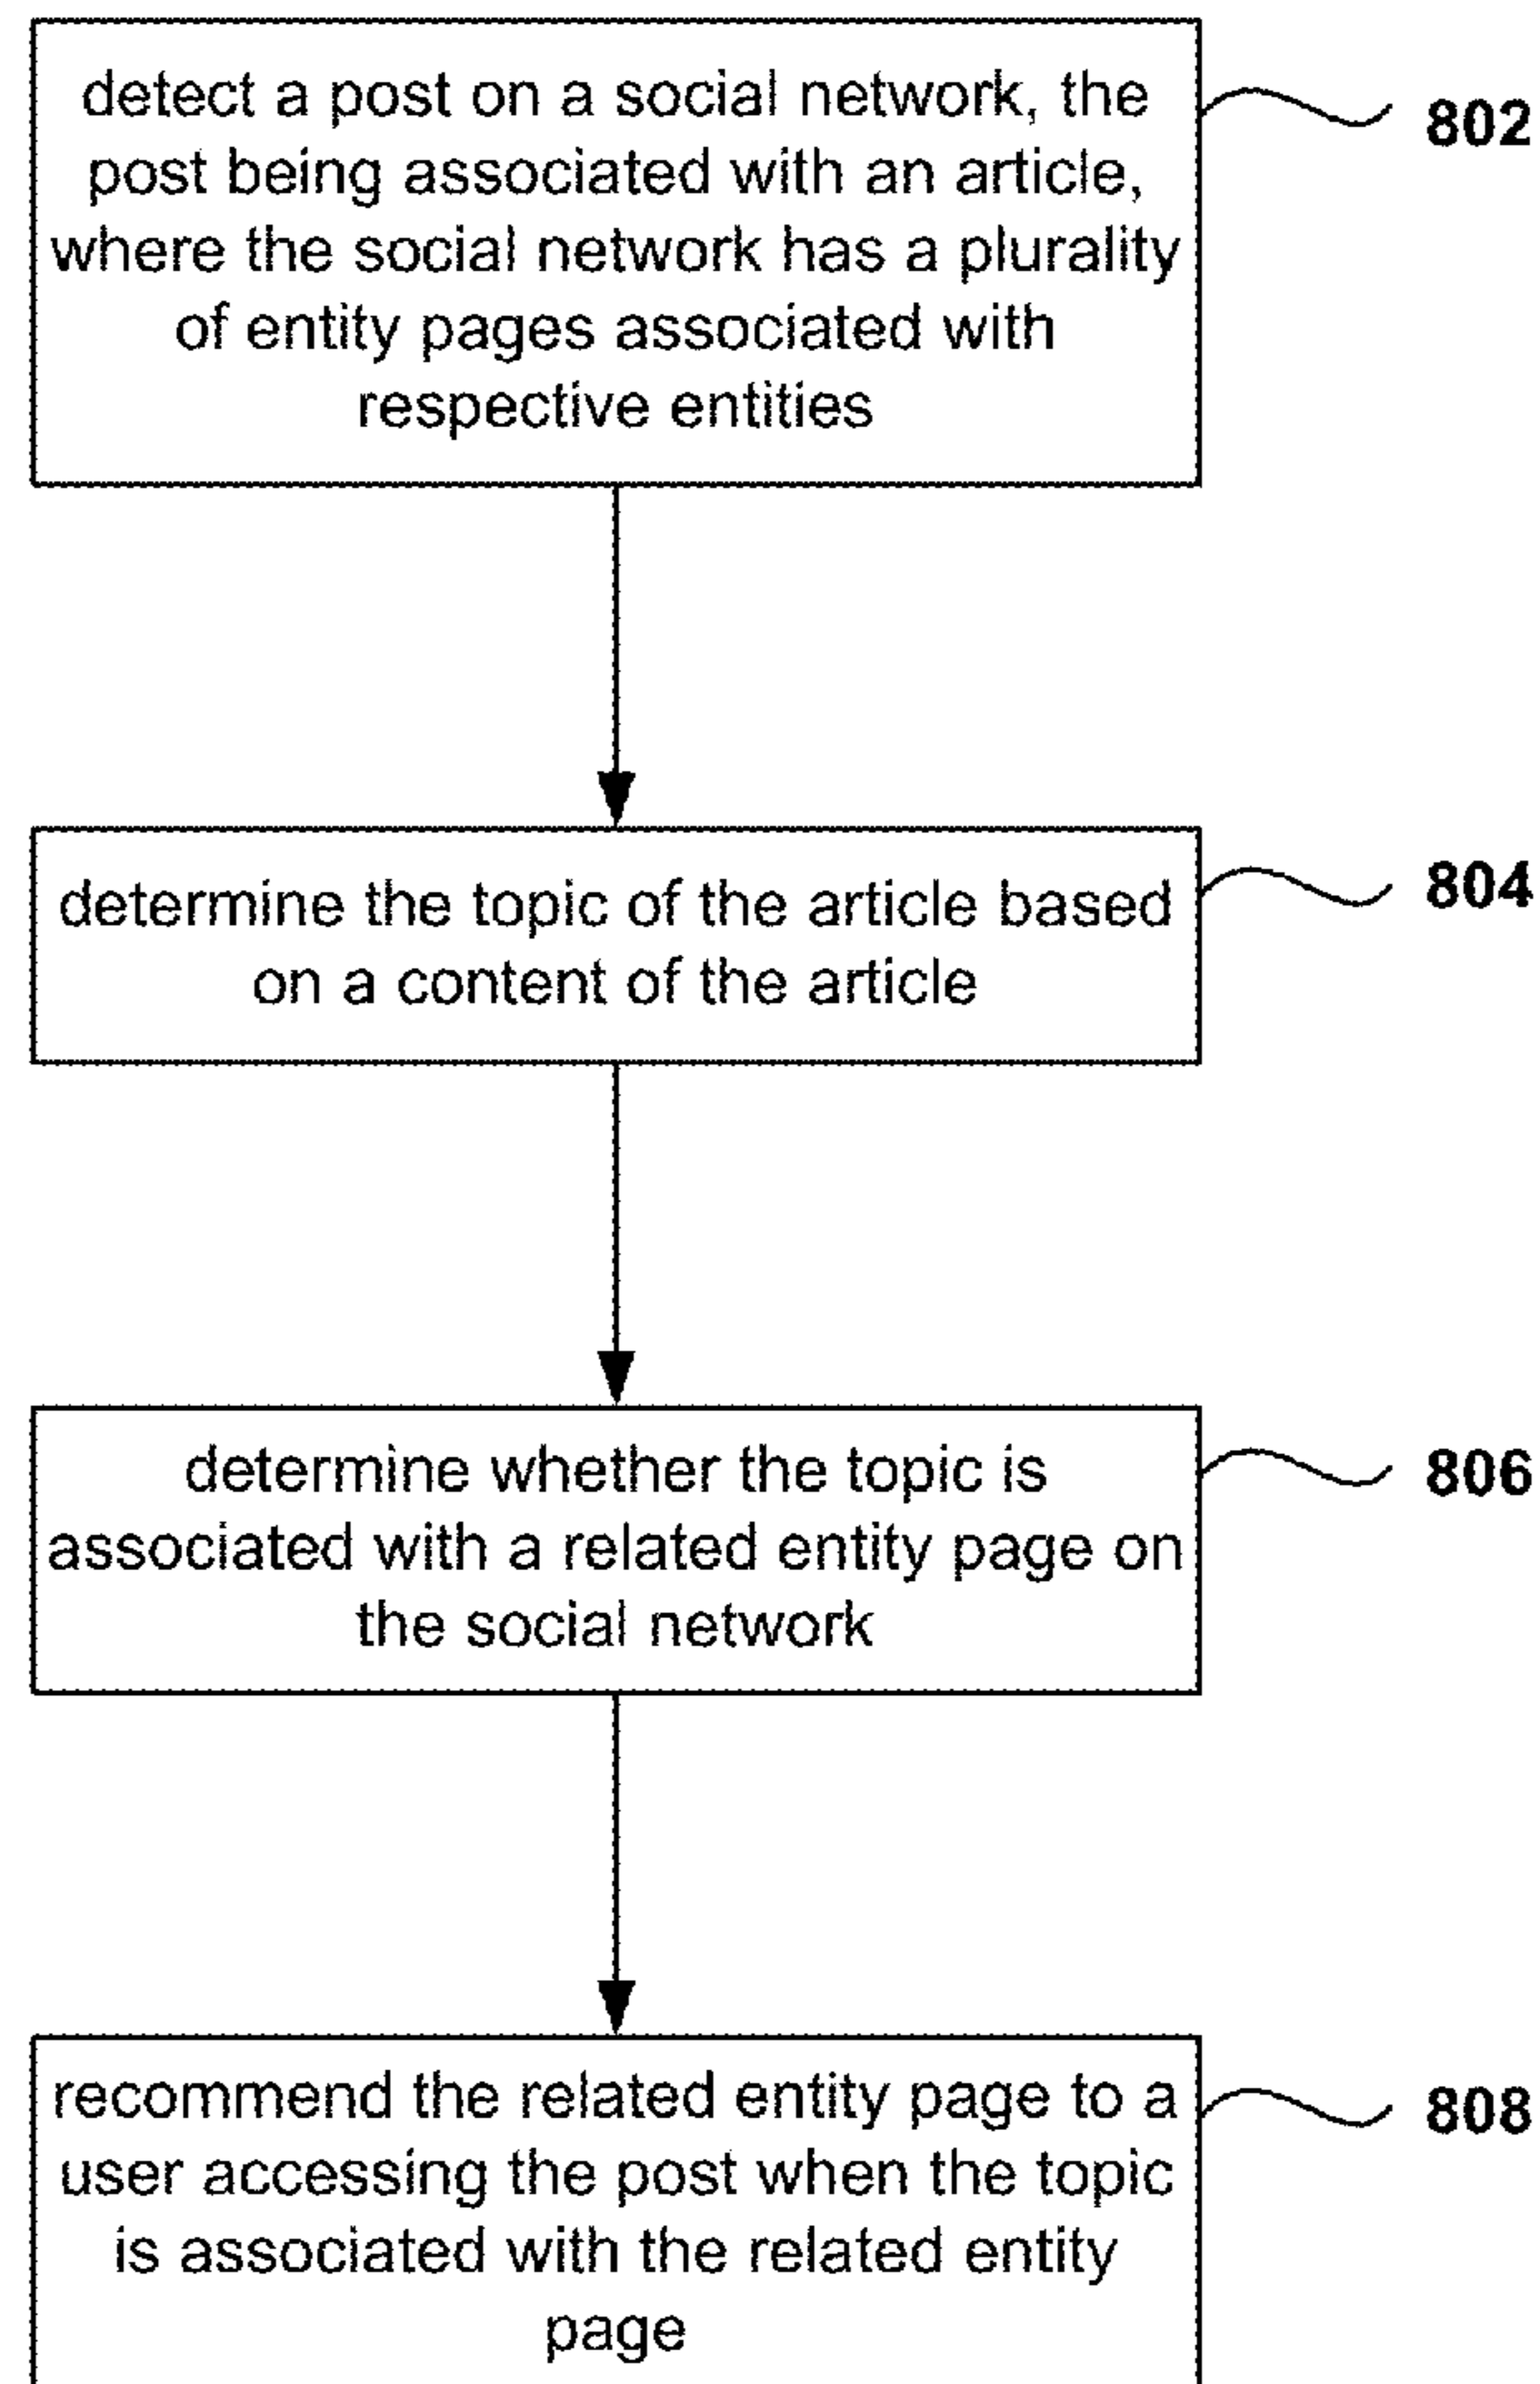 detect a post on a social network, the
802
post being associated with an article,
where the social network has a plurality
of entity pages associated with
respective entities
determine the topic of the article based
804
on a content of the article
determine whether the topic is
806
associated with a related entity page on
the social network
recommend the related entity page to a
808
user accessing the post when the topic
is associated with the related entity
page